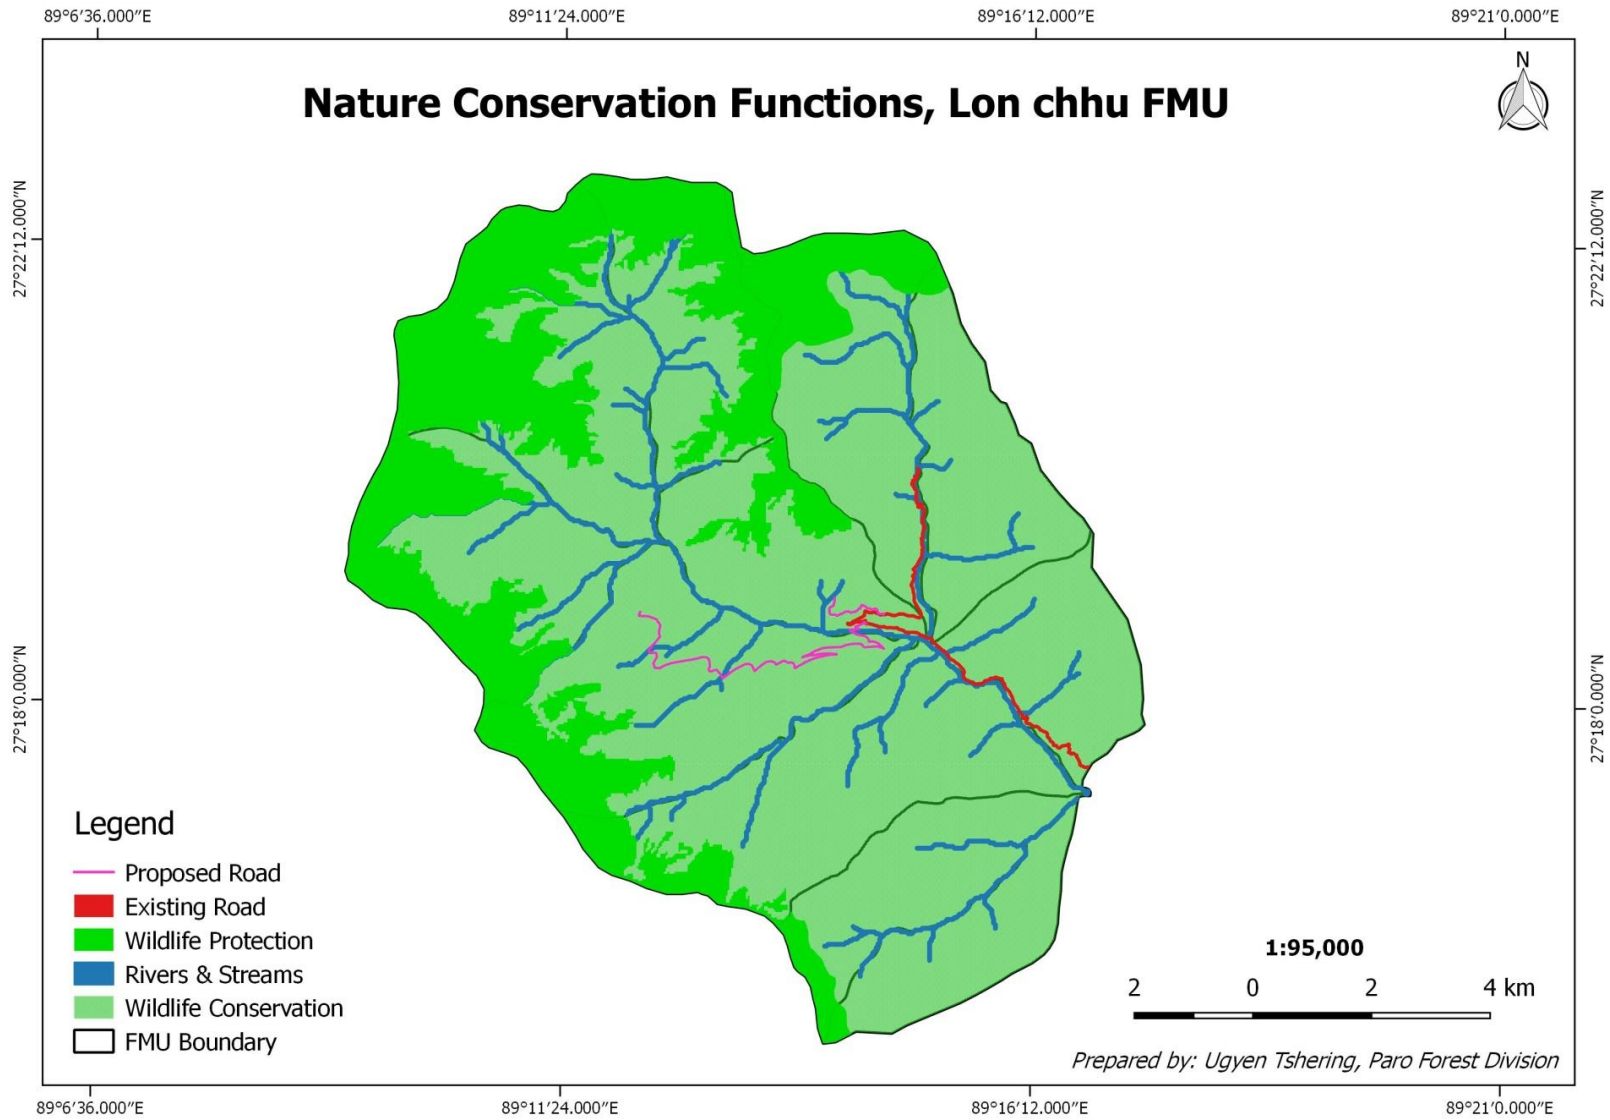 89°6′36.000″E
89°11′24.000″E
89°16′12.000″E
89°21′0.000″E
N
Nature Conservation Functions, Lon chhu FMU
27°22′12.000″N
27°22′12.000″N
27°18′0.000″N
27°18′0.000″N
Legend
Proposed Road
Existing Road
Wildlife Protection
Rivers & Streams
Wildlife Conservation
FMU Boundary
1:95,000
2 0 2 4 km
Prepared by: Ugyen Tshering, Paro Forest Division
89°6′36.000″E
89°11′24.000″E
89°16′12.000″E
89°21′0.000″E